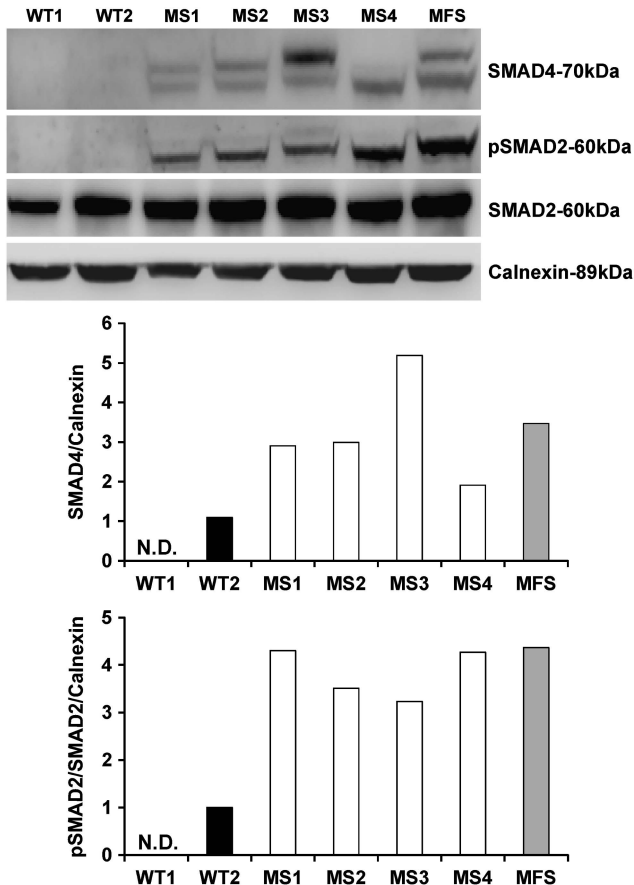 WT1 WT2 MS1 MS2 MS3 MS4 MFS
SMAD4-70kDa
pSMAD2-60kDa
SMAD2-60kDa
Calnexin-89kDa
SMAD4/Calnexin
6
5
4
3
2
1
0
N.D.
WT1 WT2 MS1 MS2 MS3 MS4 MFS
pSMAD2/SMAD2/Calnexin
5
4
3
2
1
0
N.D.
WT1 WT2 MS1 MS2 MS3 MS4 MFS